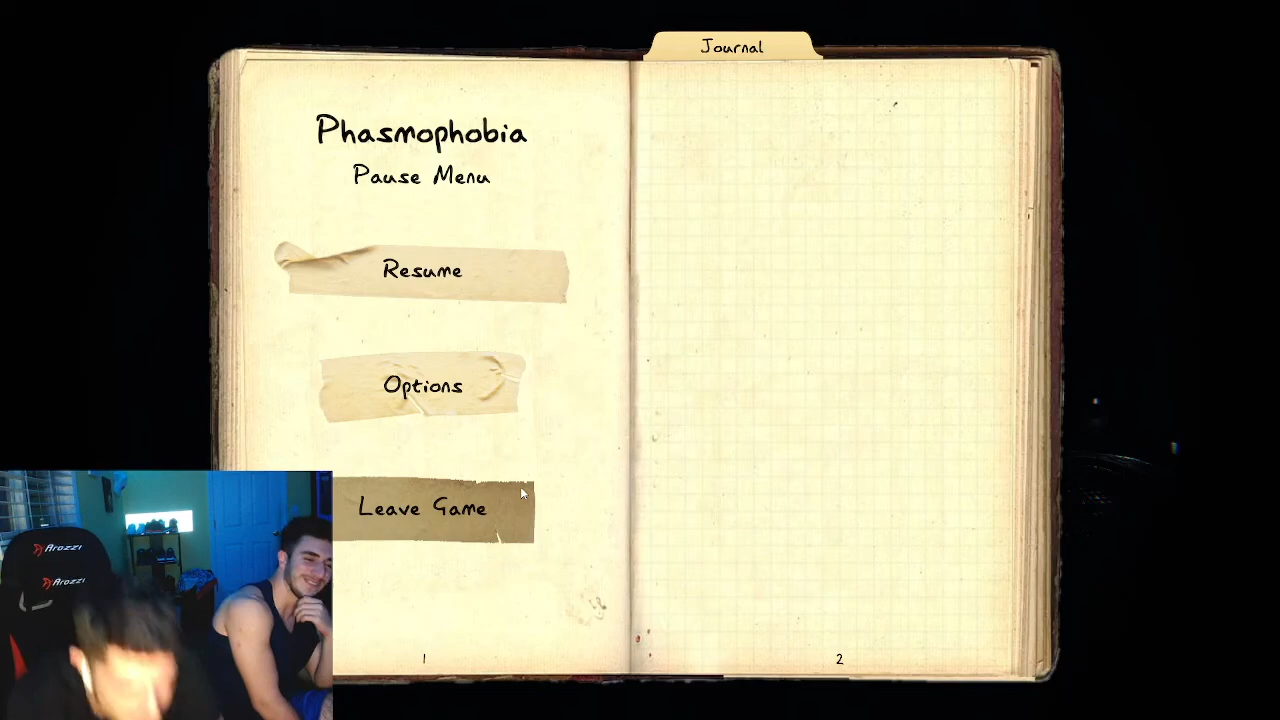 Journal
Phasmophobia
Pause Menu
Resume
Options
Leave Game
1
2
Arozzi
Arozzi